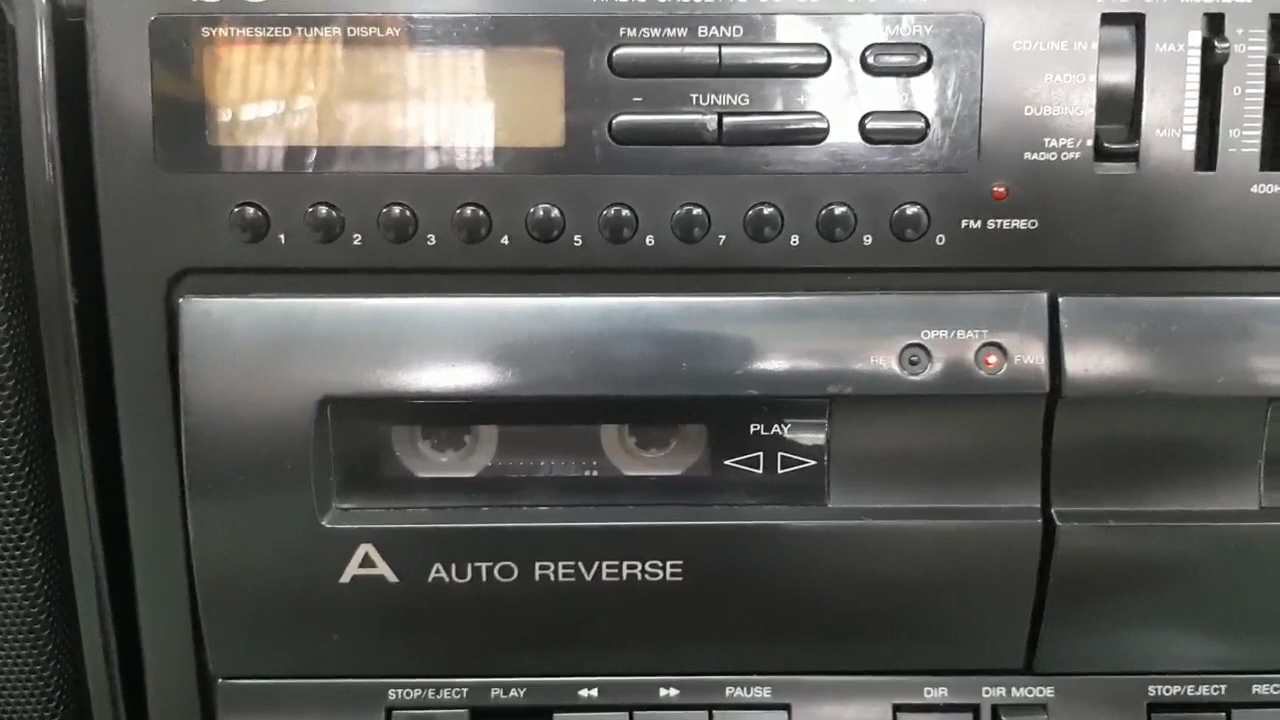 SYNTHESIZED TUNER DISPLAY
FM/SW/MW BAND
MORY
− TUNING +
1 2 3 4 5 6 7 8 9 0
CD/LINE IN
RADIO
DUBBING
TAPE/
RADIO OFF
MAX
MIN
+
10
0
10
−
400H
FM STEREO
OPR/BATT
FWD
PLAY
A AUTO REVERSE
STOP/EJECT PLAY PAUSE DIR DIR MODE STOP/EJECT REC